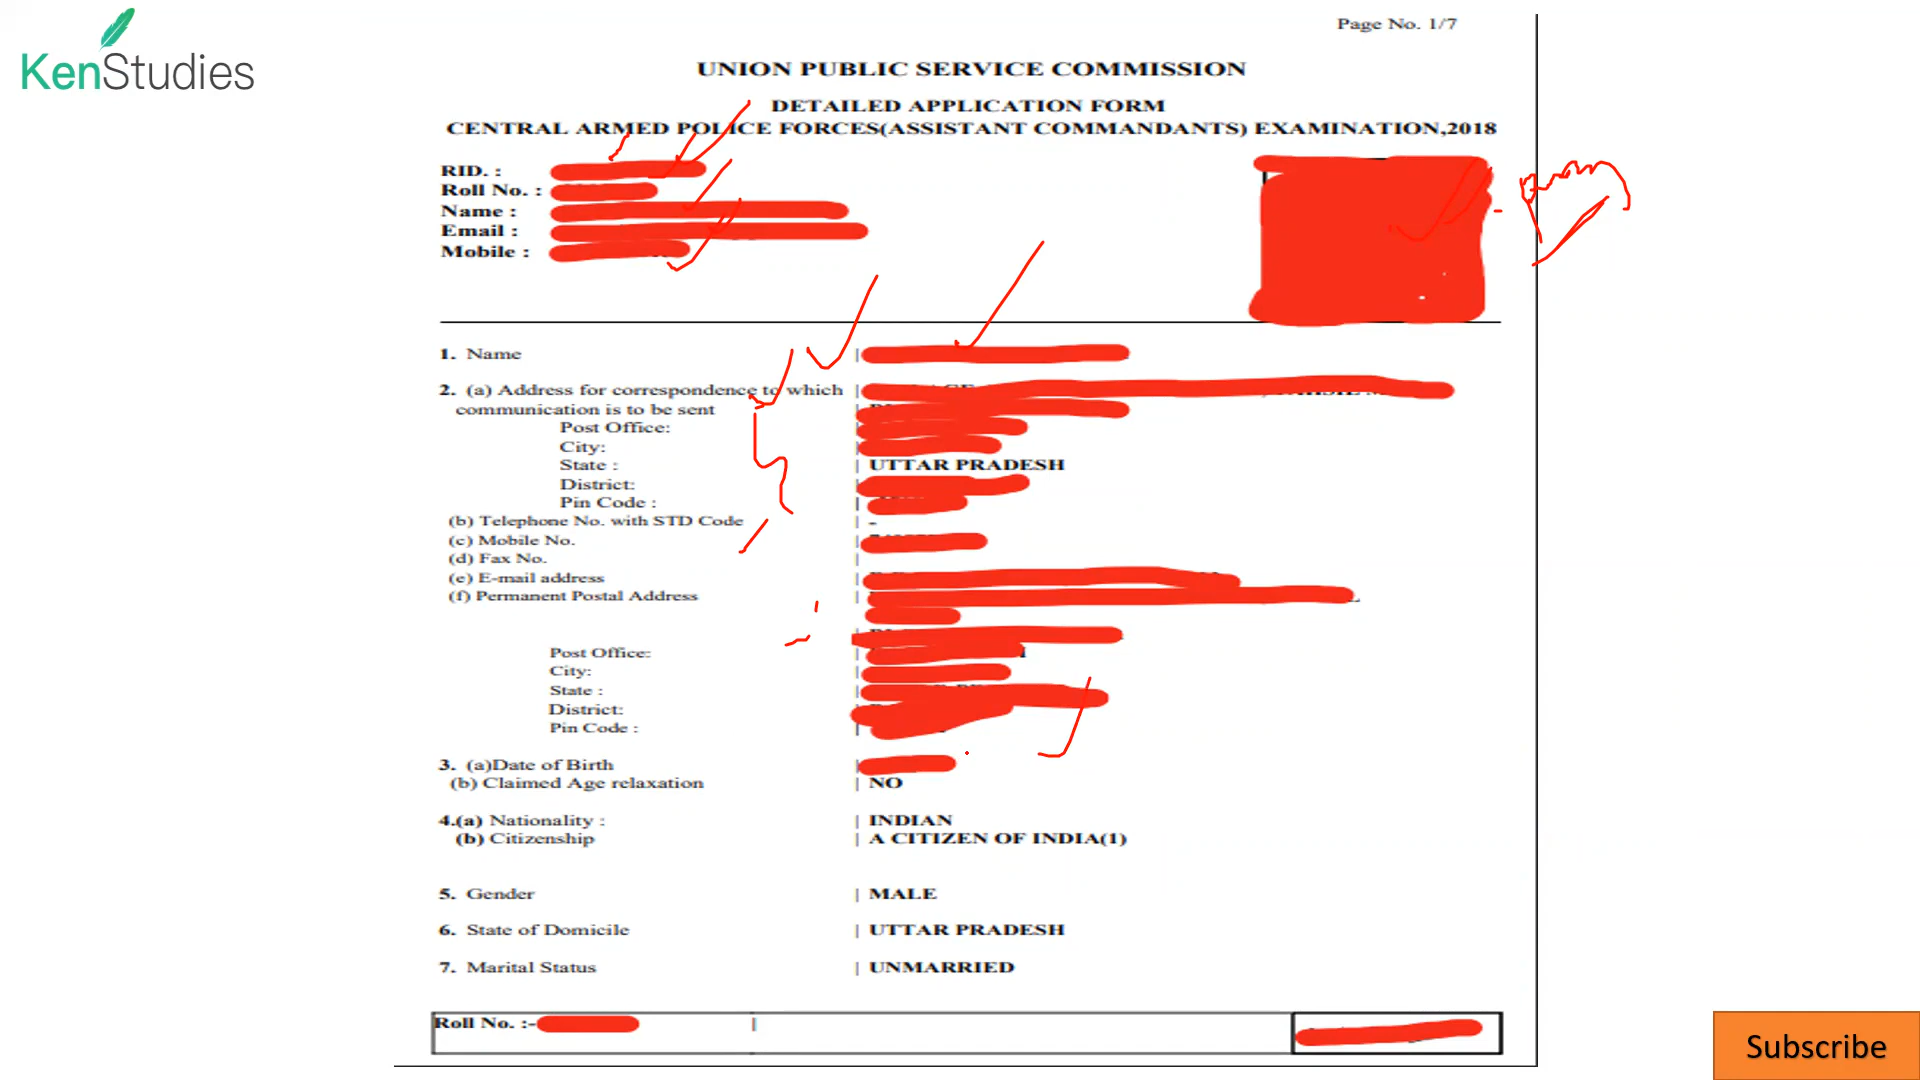 KenStudies
Page No. 1/7
UNION PUBLIC SERVICE COMMISSION
DETAILED APPLICATION FORM
CENTRAL ARMED POLICE FORCES(ASSISTANT COMMANDANTS) EXAMINATION,2018
RID. :
Roll No. :
Name :
Email :
Mobile :
1. Name |
2. (a) Address for correspondence to which |
communication is to be sent
Post Office:
City:
State : | UTTAR PRADESH
District:
Pin Code : |
(b) Telephone No. with STD Code | -
(c) Mobile No. |
(d) Fax No. |
(e) E-mail address |
(f) Permanent Postal Address
Post Office:
City:
State :
District:
Pin Code : |
3. (a)Date of Birth |
(b) Claimed Age relaxation | NO
4.(a) Nationality : | INDIAN
(b) Citizenship | A CITIZEN OF INDIA(1)
5. Gender | MALE
6. State of Domicile | UTTAR PRADESH
7. Marital Status | UNMARRIED
Roll No. :- |
Subscribe